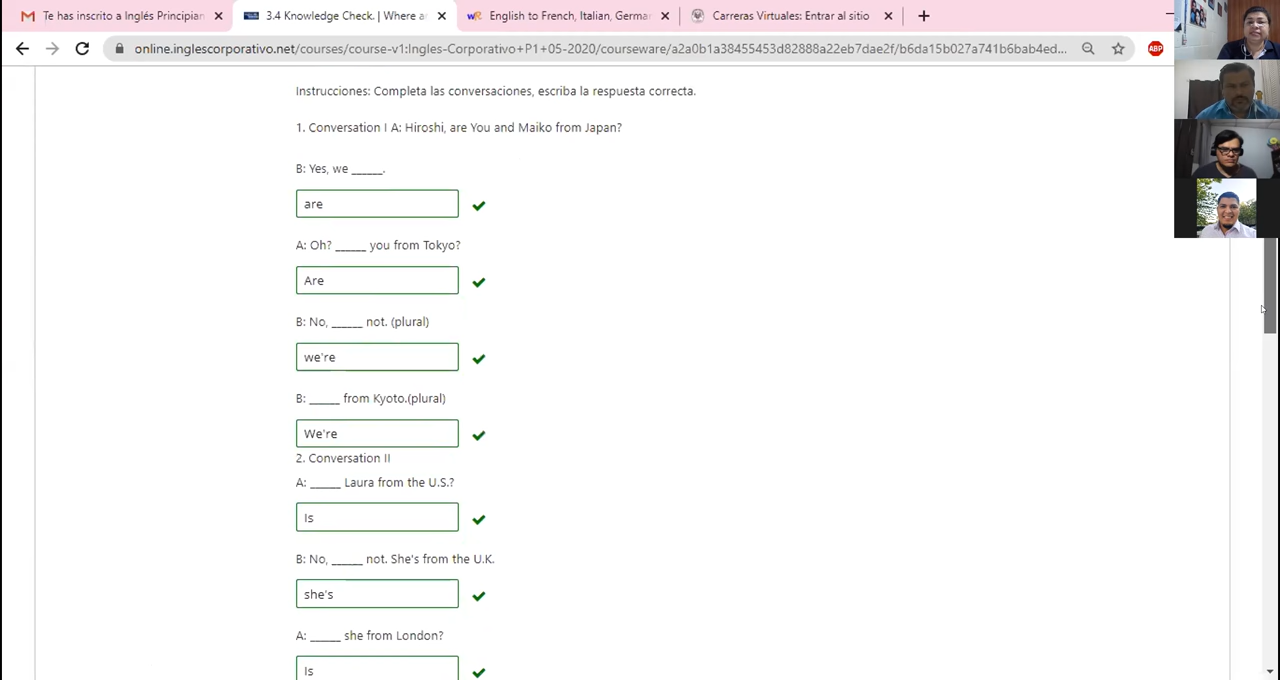 Te has inscrito a Inglés Principian
3.4 Knowledge Check. | Where ar
English to French, Italian, Germa
Carreras Virtuales: Entrar al sitio
online.inglescorporativo.net/courses/course-v1:Ingles-Corporativo+P1+05-2020/courseware/a2a0b1a38455453d82888a22eb7dae2f/b6da15b027a741b6bab4ed...
ABP
Instrucciones: Completa las conversaciones, escriba la respuesta correcta.
1. Conversation I A: Hiroshi, are You and Maiko from Japan?
B: Yes, we ______.
are
A: Oh? ______ you from Tokyo?
Are
B: No, ______ not. (plural)
we're
B: ______ from Kyoto.(plural)
We're
2. Conversation II
A: ______ Laura from the U.S.?
Is
B: No, ______ not. She's from the U.K.
she's
A: ______ she from London?
Is